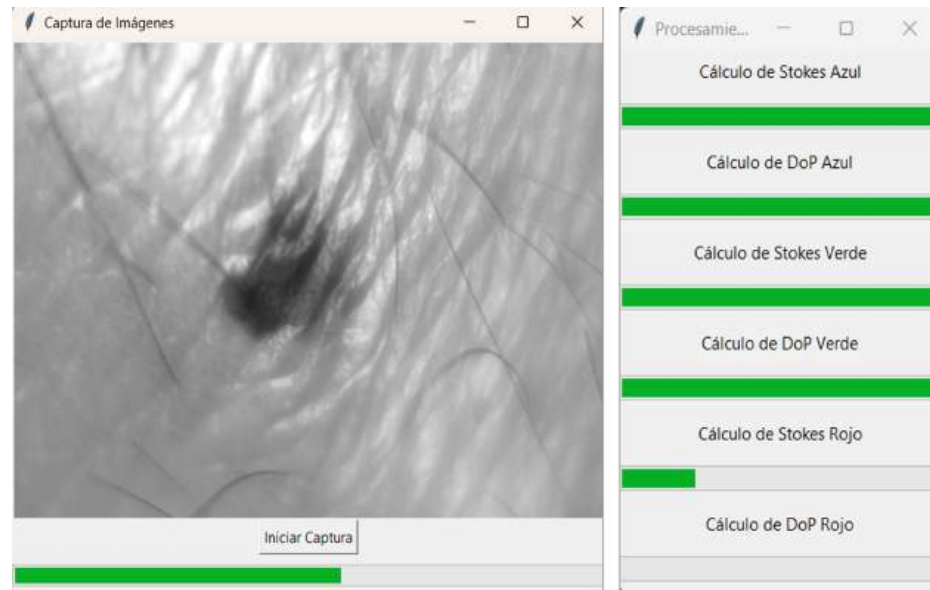 Captura de Imágenes
Iniciar Captura
Procesamie...
Cálculo de Stokes Azul
Cálculo de DoP Azul
Cálculo de Stokes Verde
Cálculo de DoP Verde
Cálculo de Stokes Rojo
Cálculo de DoP Rojo